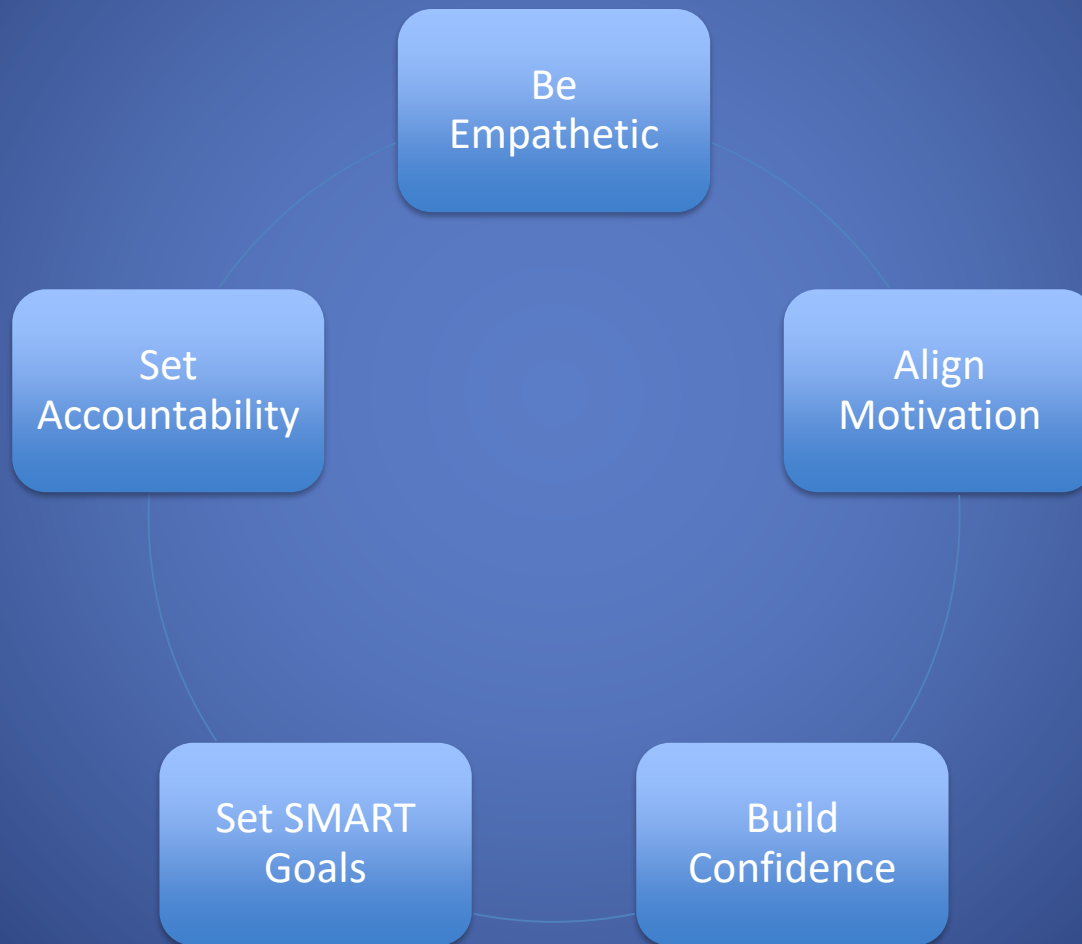 Be
Empathetic
Align
Motivation
Build
Confidence
Set SMART
Goals
Set
Accountability